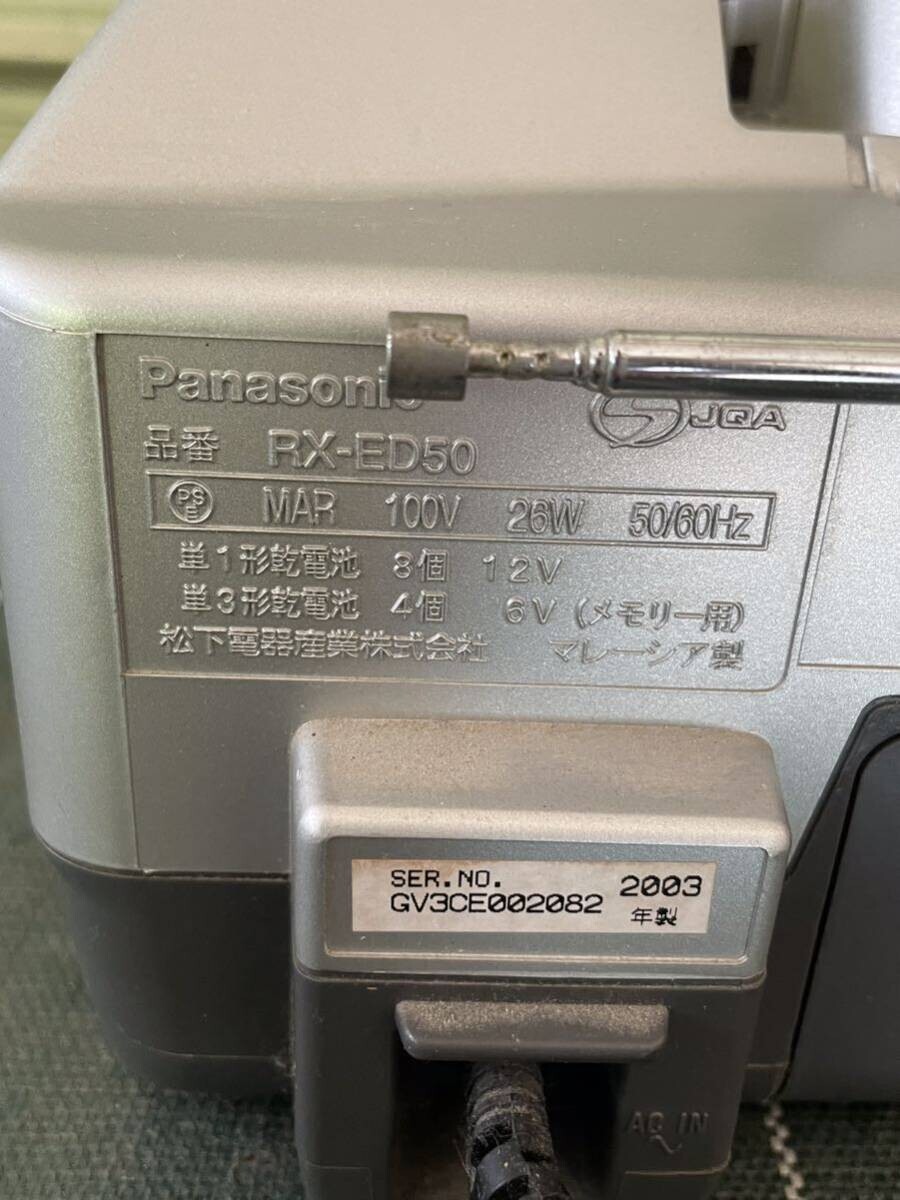 Panasonic
JQA
品番 RX-ED50
PS E MAR 100V 26W 50/60Hz
単1形乾電池 8個 12V
単3形乾電池 4個 6V (メモリー用)
松下電器産業株式会社 マレーシア製
SER.NO. 2003
GV3CE002082 年製
AC IN